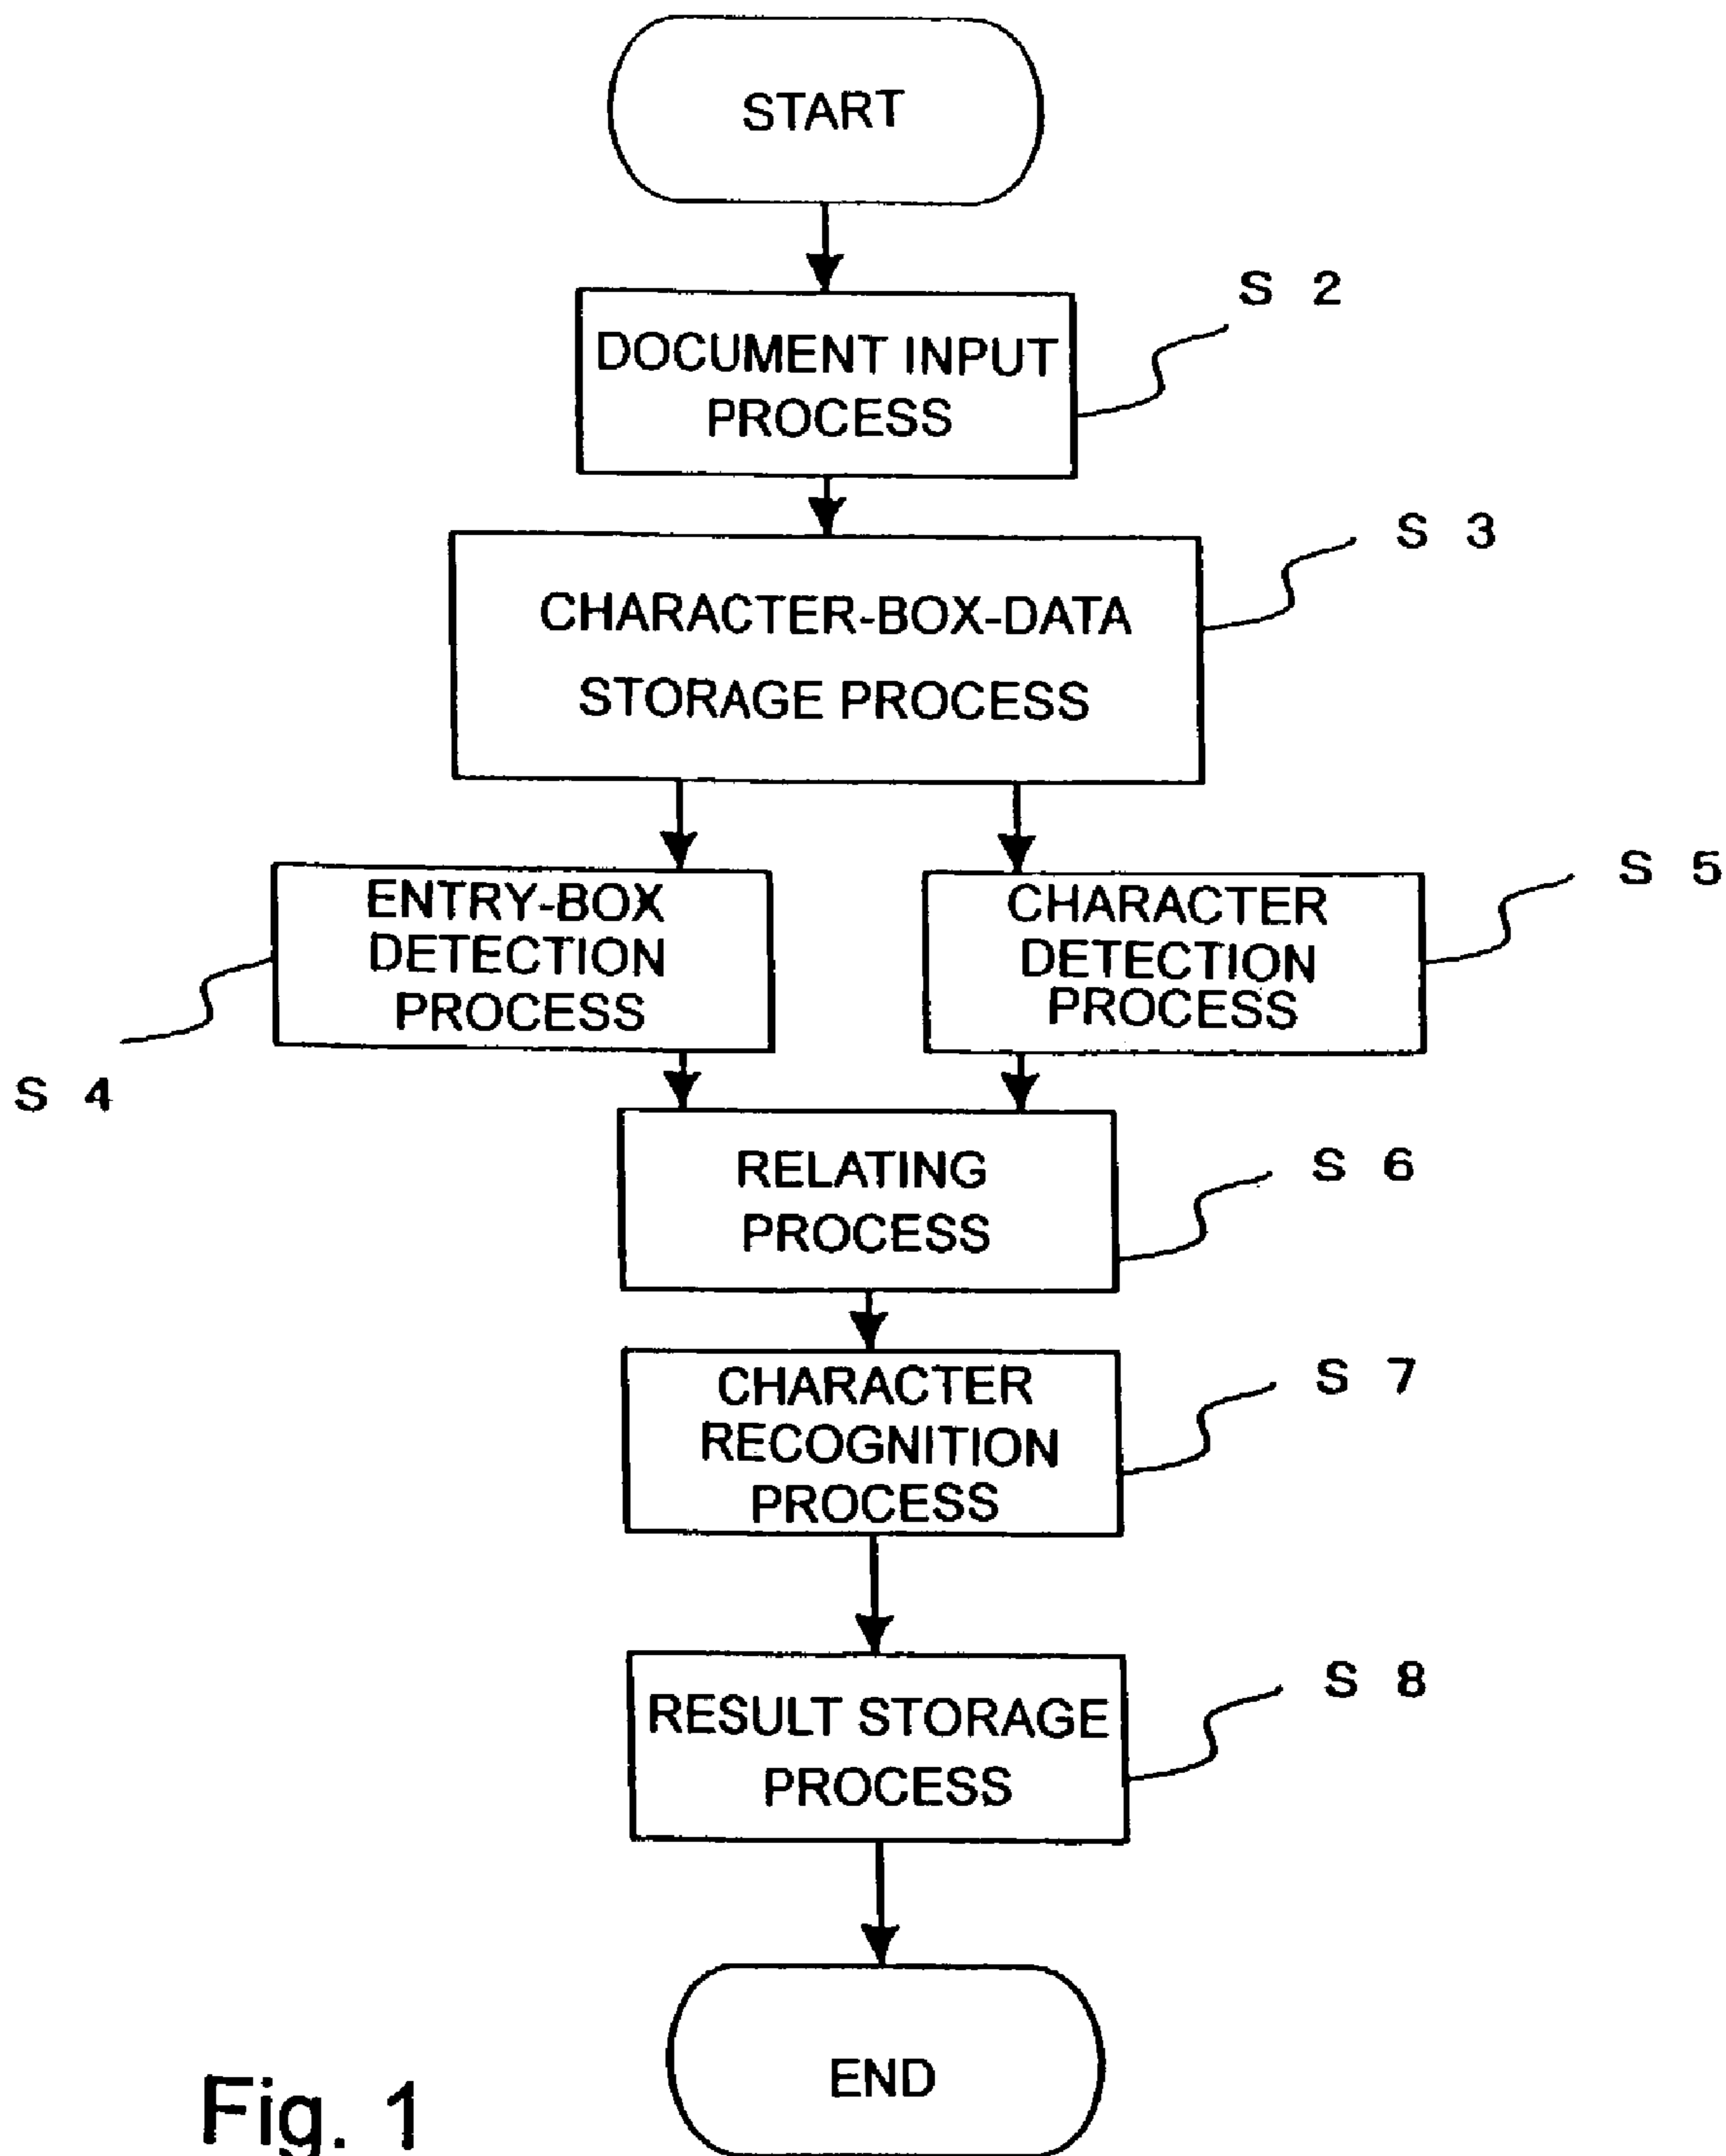 START
S 2
DOCUMENT INPUT
PROCESS
S 3
CHARACTER-BOX-DATA
STORAGE PROCESS
ENTRY-BOX
DETECTION
PROCESS
S 4
CHARACTER
DETECTION
PROCESS
S 5
RELATING
PROCESS
S 6
CHARACTER
RECOGNITION
PROCESS
S 7
RESULT STORAGE
PROCESS
S 8
END
Fig. 1